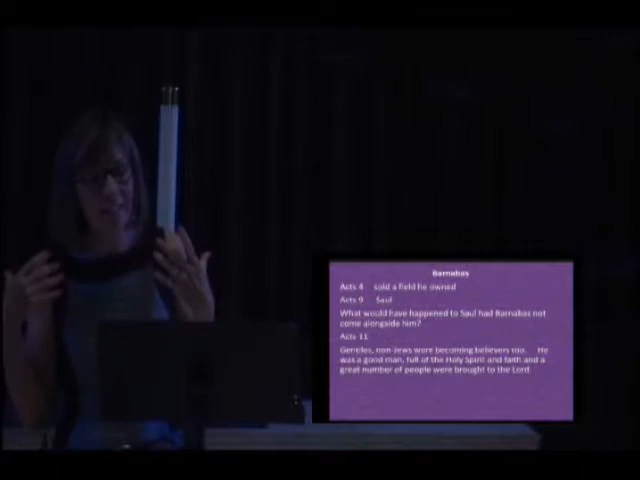 Barnabas
Acts 4 sold a field he owned
Acts 9 Saul
What would have happened to Saul had Barnabas not
come alongside him?
Acts 11
Gentiles, non-Jews were becoming believers too. He
was a good man, full of the Holy Spirit and faith and a
great number of people were brought to the Lord